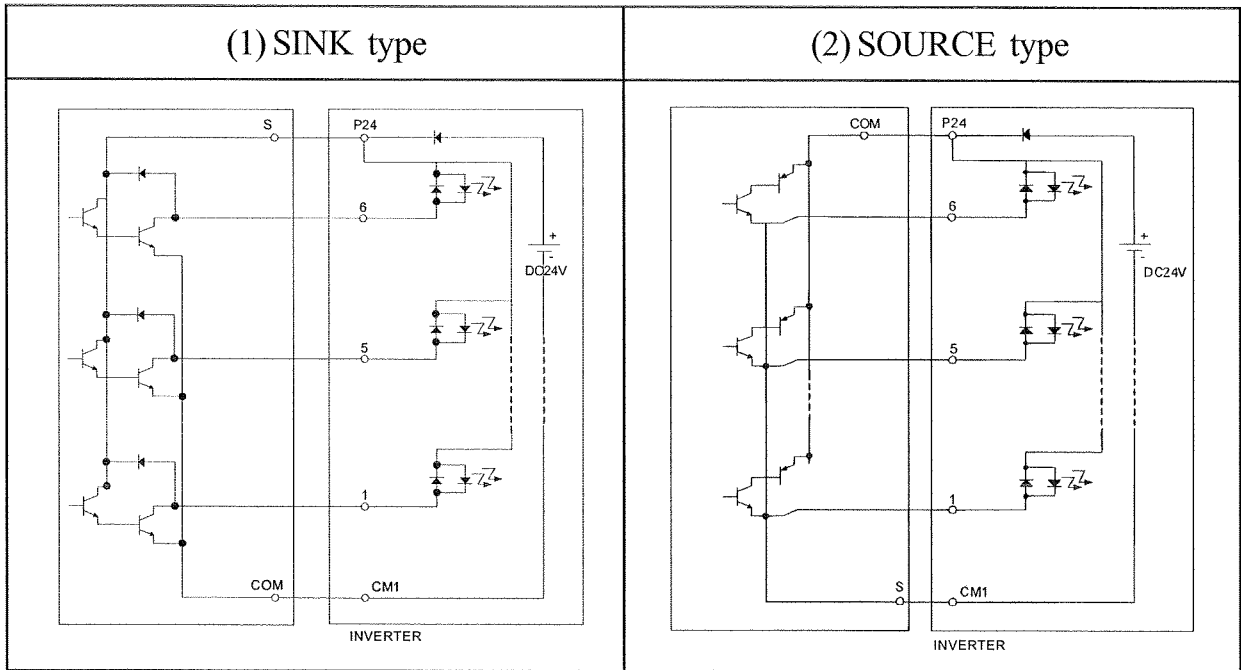 (1) SINK type
(2) SOURCE type
S
P24
6
+
-
DC24V
5
1
COM
CM1
INVERTER
COM
P24
6
+
-
DC24V
5
1
S
CM1
INVERTER